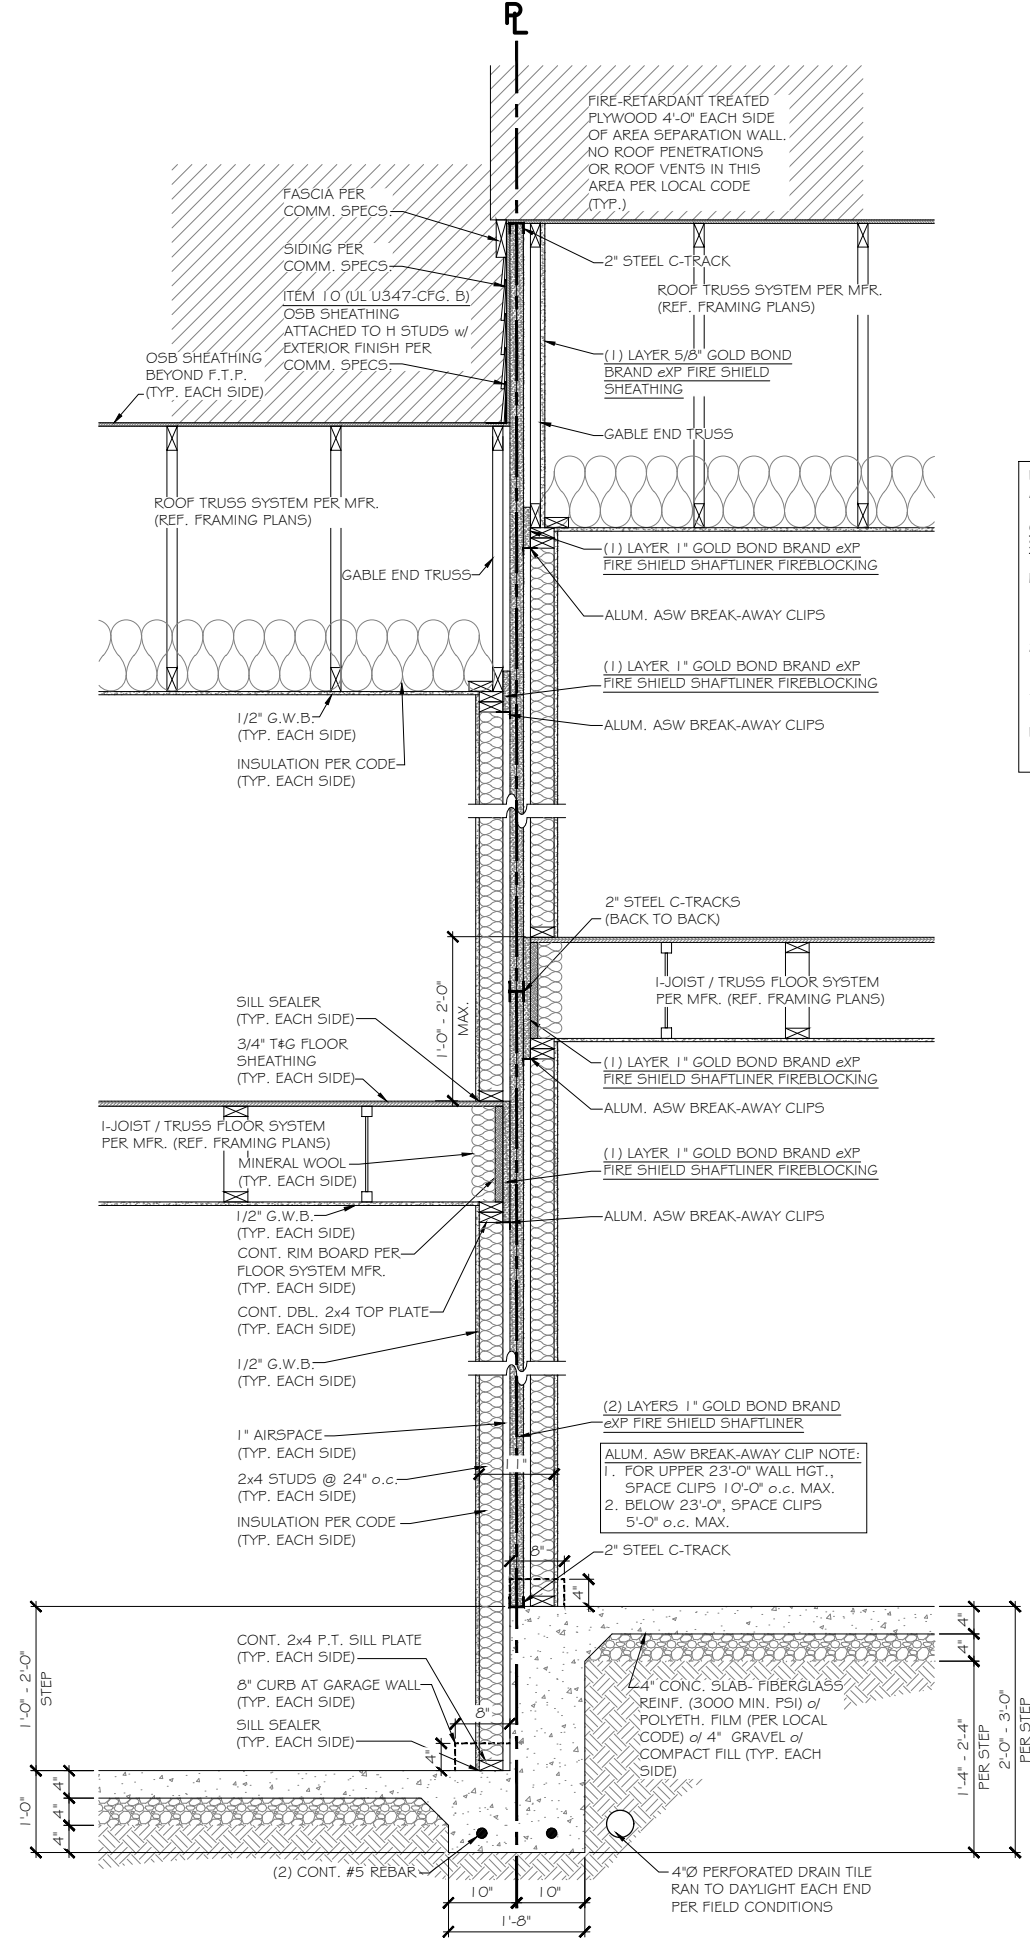 PL
FIRE-RETARDANT TREATED
PLYWOOD 4'-0" EACH SIDE
OF AREA SEPARATION WALL.
NO ROOF PENETRATIONS
OR ROOF VENTS IN THIS
AREA PER LOCAL CODE
(TYP.)
FASCIA PER
COMM. SPECS.
SIDING PER
COMM. SPECS.
ITEM 10 (UL U347-CFG. B)
OSB SHEATHING
ATTACHED TO H STUDS w/
EXTERIOR FINISH PER
COMM. SPECS.
OSB SHEATHING
BEYOND F.T.P.
(TYP. EACH SIDE)
2" STEEL C-TRACK
ROOF TRUSS SYSTEM PER MFR.
(REF. FRAMING PLANS)
(1) LAYER 5/8" GOLD BOND
BRAND eXP FIRE SHIELD
SHEATHING
GABLE END TRUSS
ROOF TRUSS SYSTEM PER MFR.
(REF. FRAMING PLANS)
GABLE END TRUSS
(1) LAYER 1" GOLD BOND BRAND eXP
FIRE SHIELD SHAFTLINER FIREBLOCKING
ALUM. ASW BREAK-AWAY CLIPS
(1) LAYER 1" GOLD BOND BRAND eXP
FIRE SHIELD SHAFTLINER FIREBLOCKING
ALUM. ASW BREAK-AWAY CLIPS
1/2" G.W.B.
(TYP. EACH SIDE)
INSULATION PER CODE
(TYP. EACH SIDE)
2" STEEL C-TRACKS
(BACK TO BACK)
I-JOIST / TRUSS FLOOR SYSTEM
PER MFR. (REF. FRAMING PLANS)
1'-0" - 2'-0"
MAX.
SILL SEALER
(TYP. EACH SIDE)
3/4" T&G FLOOR
SHEATHING
(TYP. EACH SIDE)
(1) LAYER 1" GOLD BOND BRAND eXP
FIRE SHIELD SHAFTLINER FIREBLOCKING
ALUM. ASW BREAK-AWAY CLIPS
I-JOIST / TRUSS FLOOR SYSTEM
PER MFR. (REF. FRAMING PLANS)
MINERAL WOOL
(TYP. EACH SIDE)
(1) LAYER 1" GOLD BOND BRAND eXP
FIRE SHIELD SHAFTLINER FIREBLOCKING
ALUM. ASW BREAK-AWAY CLIPS
1/2" G.W.B.
(TYP. EACH SIDE)
CONT. RIM BOARD PER
FLOOR SYSTEM MFR.
(TYP. EACH SIDE)
CONT. DBL. 2x4 TOP PLATE
(TYP. EACH SIDE)
1/2" G.W.B.
(TYP. EACH SIDE)
1" AIRSPACE
(TYP. EACH SIDE)
2x4 STUDS @ 24" o.c.
(TYP. EACH SIDE)
INSULATION PER CODE
(TYP. EACH SIDE)
11"
(2) LAYERS 1" GOLD BOND BRAND
eXP FIRE SHIELD SHAFTLINER
ALUM. ASW BREAK-AWAY CLIP NOTE:
1. FOR UPPER 23'-0" WALL HGT.,
SPACE CLIPS 10'-0" o.c. MAX.
2. BELOW 23'-0", SPACE CLIPS
5'-0" o.c. MAX.
2" STEEL C-TRACK
8"
4"
CONT. 2x4 P.T. SILL PLATE
(TYP. EACH SIDE)
8" CURB AT GARAGE WALL
(TYP. EACH SIDE)
SILL SEALER
(TYP. EACH SIDE)
8"
4"
1'-0" - 2'-0"
STEP
1'-0"
4"
4"
4"
4" CONC. SLAB- FIBERGLASS
REINF. (3000 MIN. PSI) o/
POLYETH. FILM (PER LOCAL
CODE) o/ 4" GRAVEL o/
COMPACT FILL (TYP. EACH
SIDE)
4"
4"
1'-4" - 2'-4"
PER STEP
2'-0" - 3'-0"
PER STEP
(2) CONT. #5 REBAR
4"Ø PERFORATED DRAIN TILE
RAN TO DAYLIGHT EACH END
PER FIELD CONDITIONS
10"
10"
1'-8"